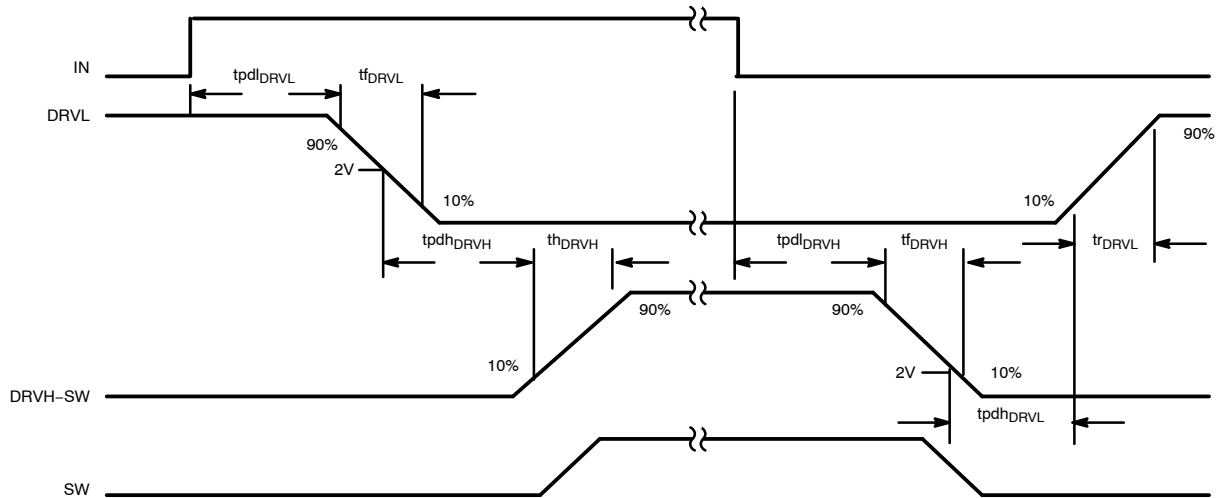 IN
tpdlDRVL
tfDRVL
DRVL
90%
90%
2V
10%
10%
tpdhDRVH
thDRVH
tpdlDRVH
tfDRVH
trDRVL
90%
90%
10%
2V
10%
DRVH−SW
tpdhDRVL
SW